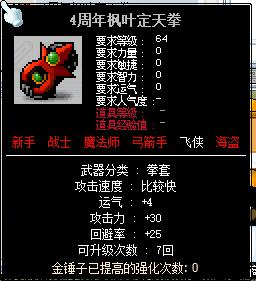 4周年枫叶定天拳
要求等级 : 64
要求力量 : 0
要求敏捷 : 0
要求智力 : 0
要求运气 : 0
要求人气度 : -
道具等级 : -
道具经验值 : -
新手 战士 魔法师 弓箭手 飞侠 海盗
武器分类 : 拳套
攻击速度 : 比较快
运气 : +4
攻击力 : +30
回避率 : +25
可升级次数 : 7回
金锤子已提高的强化次数: 0